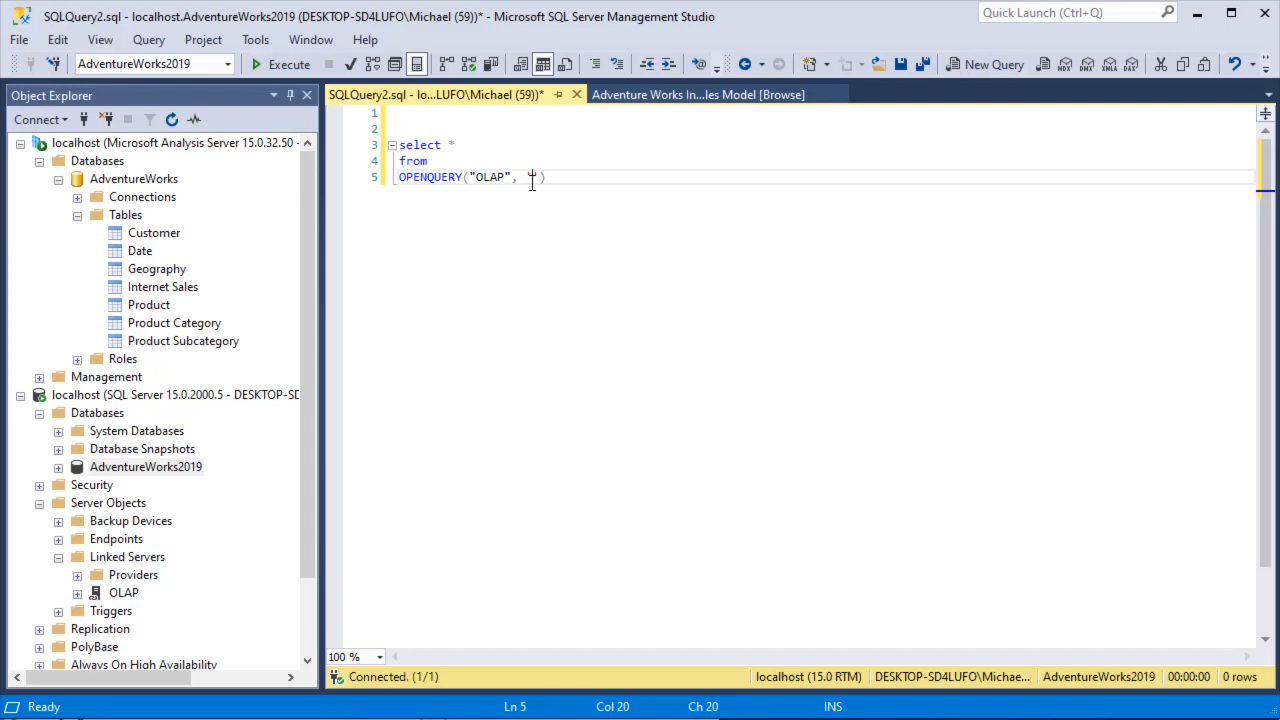 SQLQuery2.sql - localhost.AdventureWorks2019 (DESKTOP-SD4LUFO\Michael (59))* - Microsoft SQL Server Management Studio
Quick Launch (Ctrl+Q)
File Edit View Query Project Tools Window Help
AdventureWorks2019 Execute New Query MDX DMX XMLA DAX
Object Explorer
Connect
localhost (Microsoft Analysis Server 15.0.32.50 -
Databases
AdventureWorks
Connections
Tables
Customer
Date
Geography
Internet Sales
Product
Product Category
Product Subcategory
Roles
Management
localhost (SQL Server 15.0.2000.5 - DESKTOP-SD
Databases
System Databases
Database Snapshots
AdventureWorks2019
Security
Server Objects
Backup Devices
Endpoints
Linked Servers
Providers
OLAP
Triggers
Replication
PolyBase
Always On High Availability
SQLQuery2.sql - lo...LUFO\Michael (59))* Adventure Works In...les Model [Browse]
1
2
3 select *
4 from
5 OPENQUERY("OLAP", '')
100 %
Connected. (1/1) localhost (15.0 RTM) DESKTOP-SD4LUFO\Michae... AdventureWorks2019 00:00:00 0 rows
Ready Ln 5 Col 20 Ch 20 INS